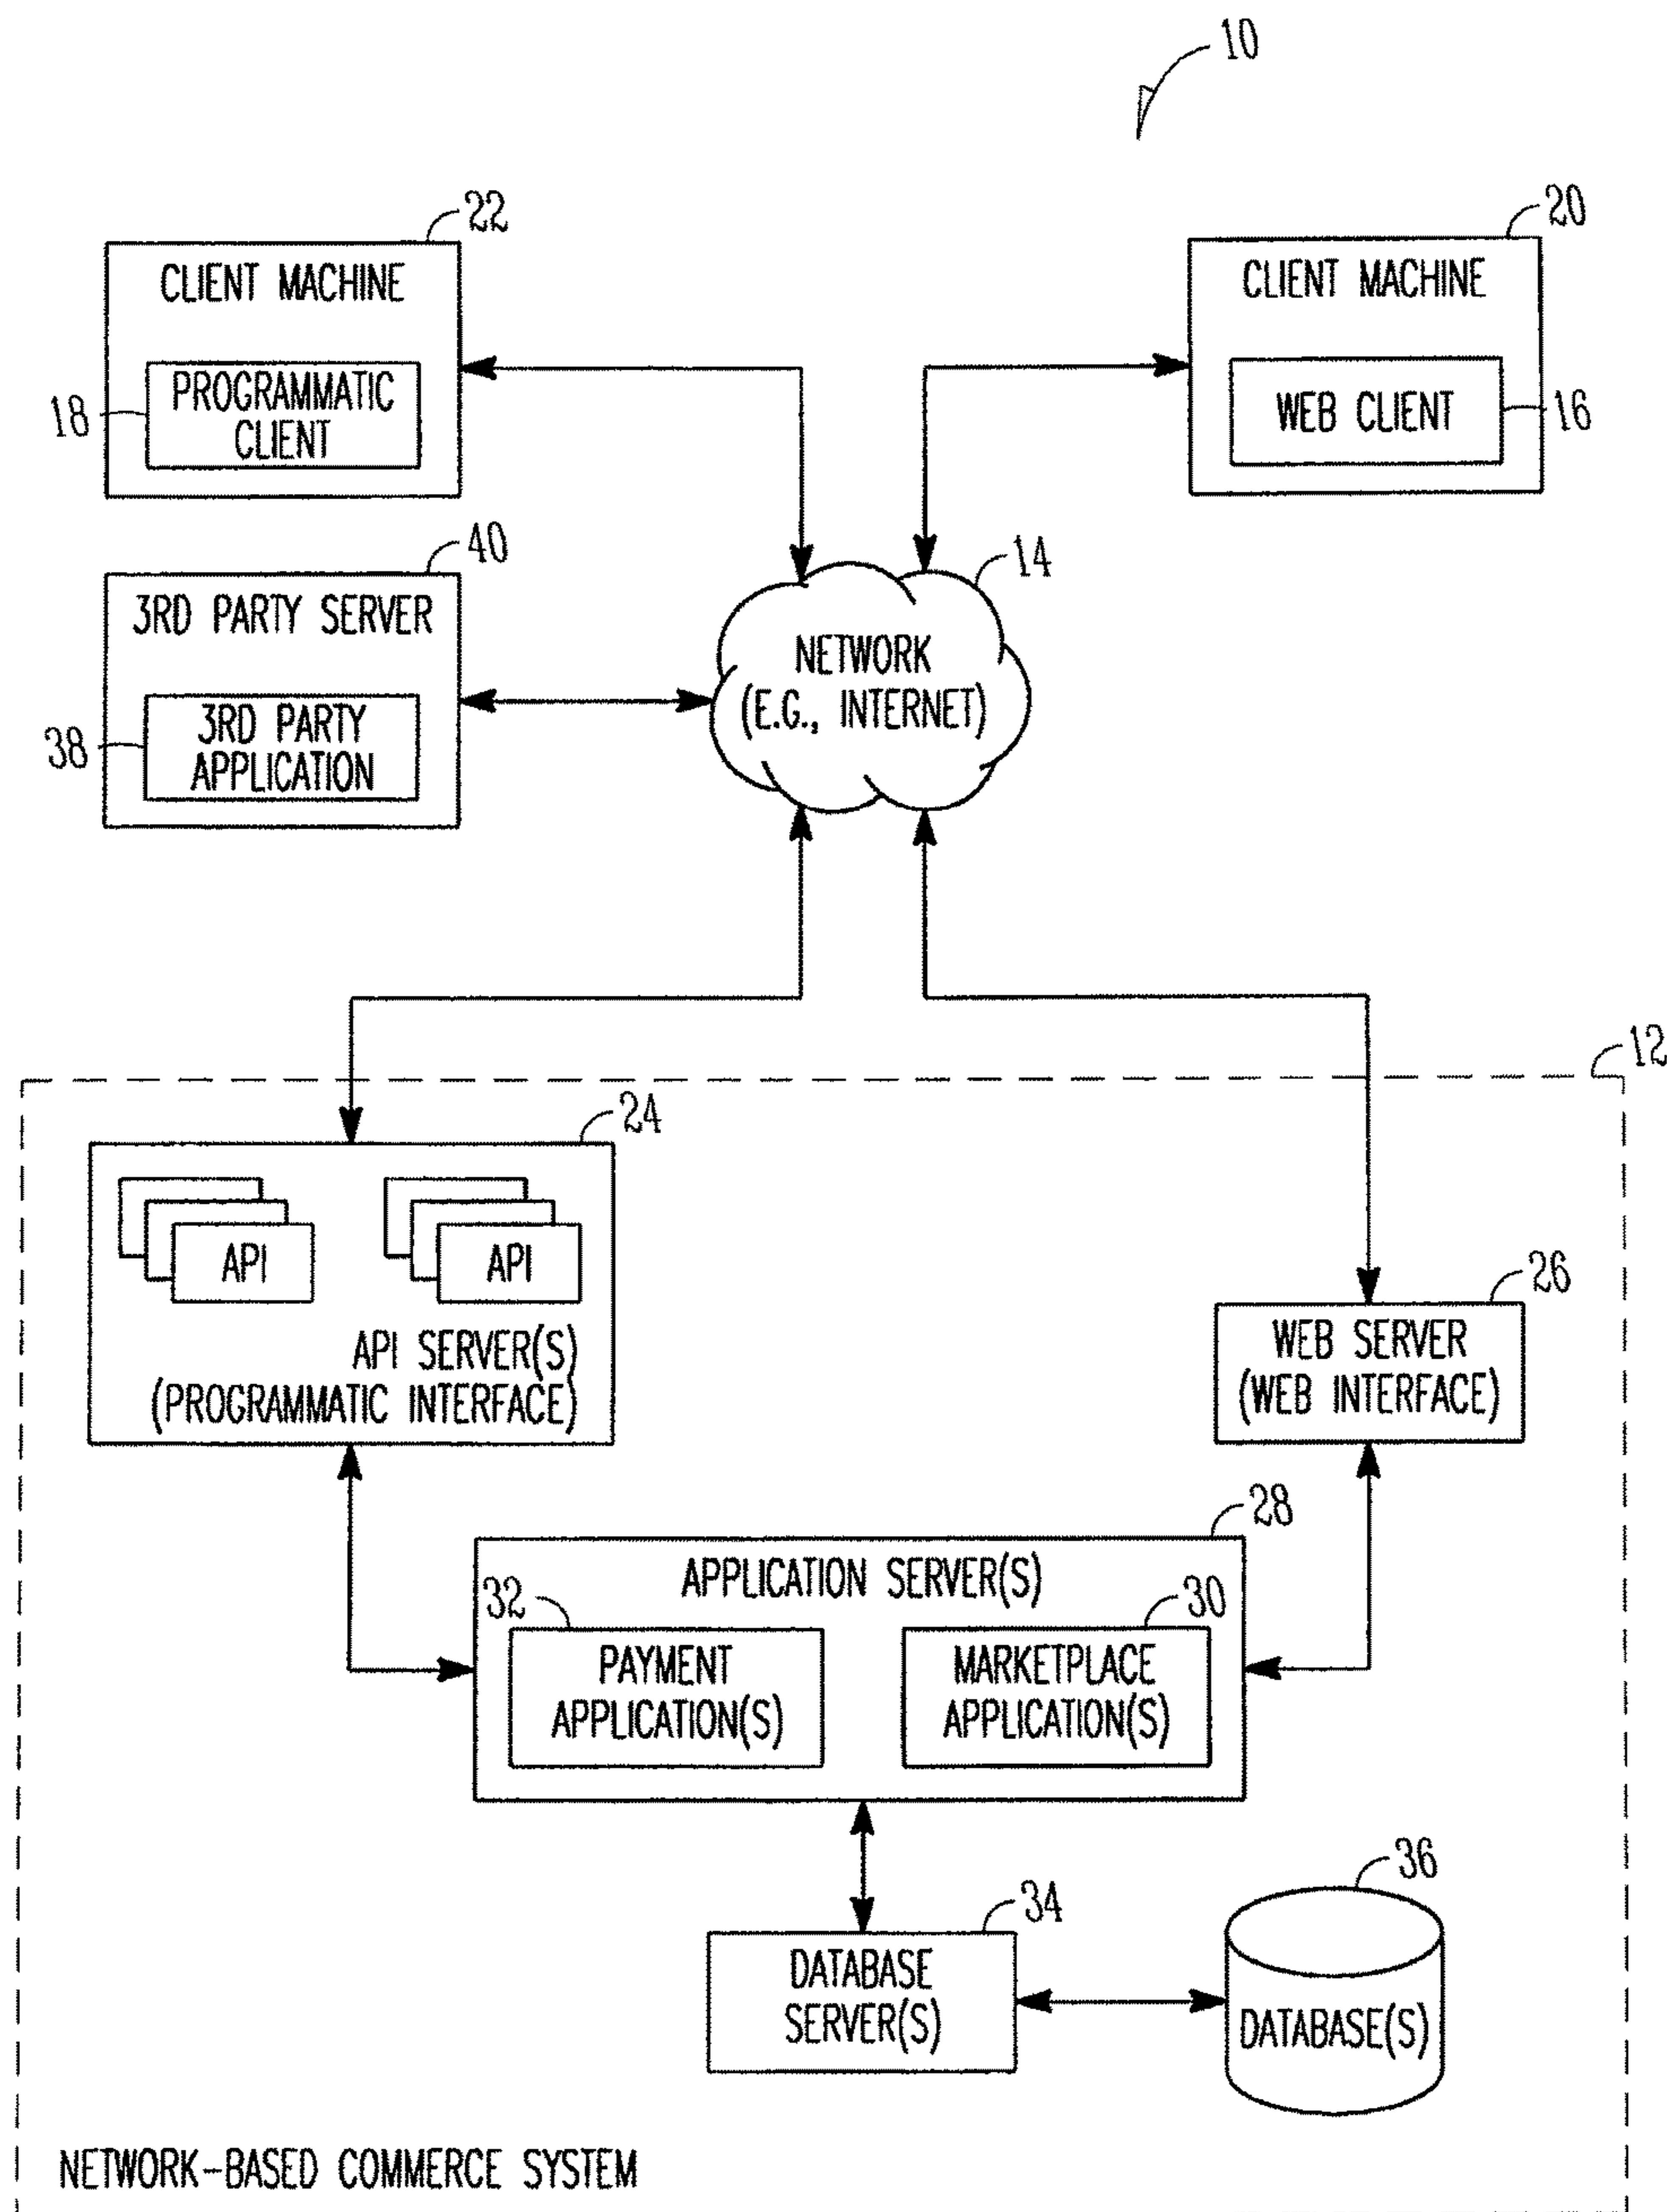 10
22
CLIENT MACHINE
18
PROGRAMMATIC
CLIENT
20
CLIENT MACHINE
WEB CLIENT
16
40
3RD PARTY SERVER
38
3RD PARTY
APPLICATION
14
NETWORK
(E.G., INTERNET)
12
24
API
API
API SERVER(S)
(PROGRAMMATIC INTERFACE)
26
WEB SERVER
(WEB INTERFACE)
28
APPLICATION SERVER(S)
32
PAYMENT
APPLICATION(S)
30
MARKETPLACE
APPLICATION(S)
34
DATABASE
SERVER(S)
36
DATABASE(S)
NETWORK-BASED COMMERCE SYSTEM